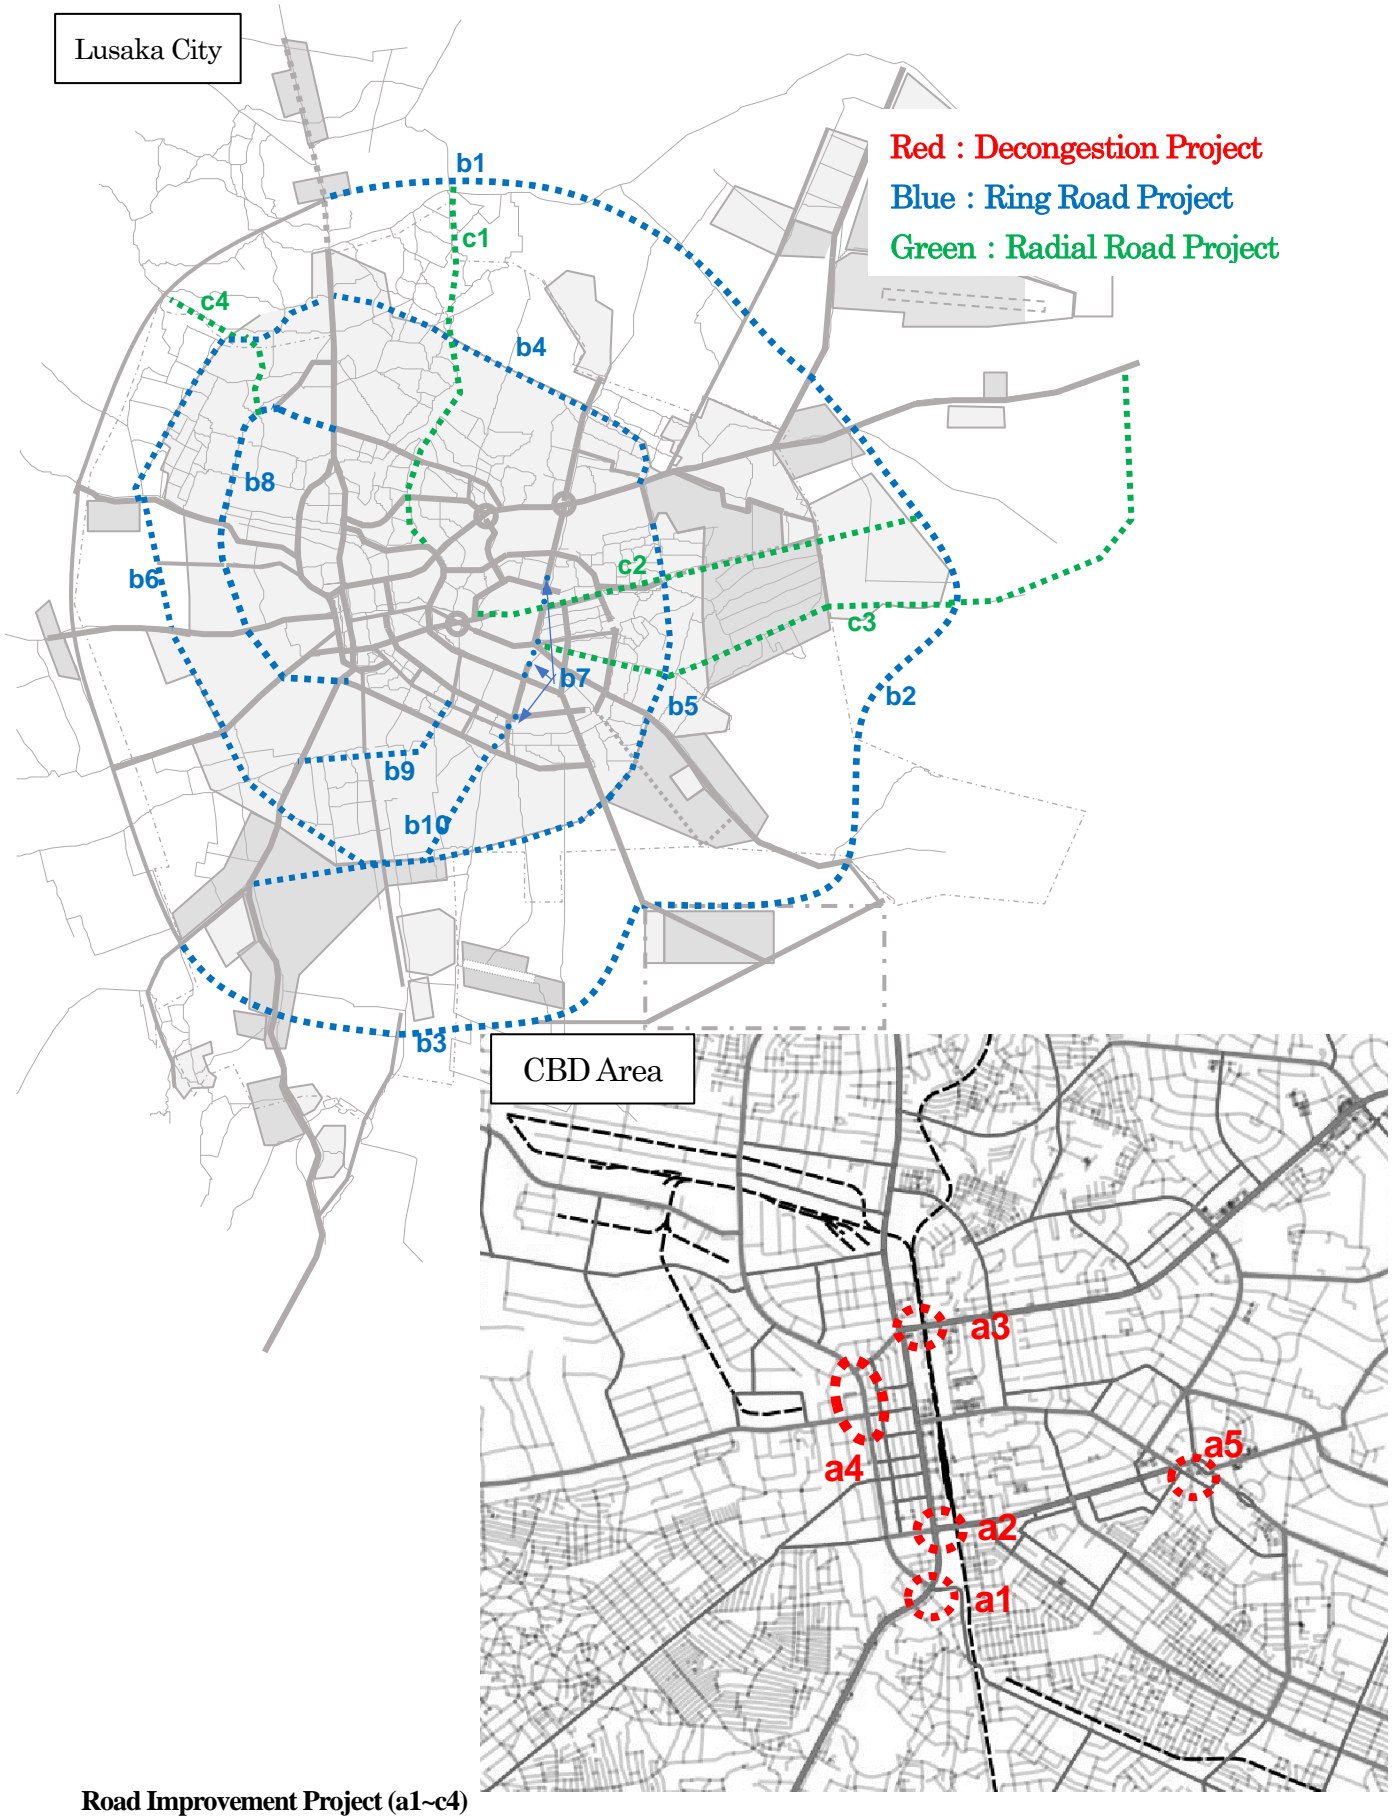 Lusaka City
Red : Decongestion Project
Blue : Ring Road Project
Green : Radial Road Project
b1
c1
c4
b4
b8
c2
b6
c3
b7
b5
b2
b9
b10
b3
CBD Area
a3
a5
a4
a2
a1
Road Improvement Project (a1~c4)